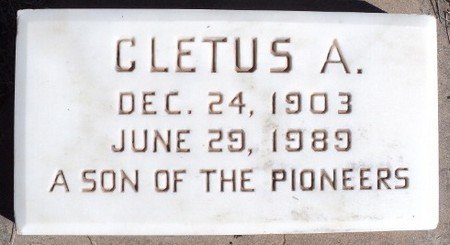 CLETUS A.
DEC. 24, 1903
JUNE 29, 1989
A SON OF THE PIONEERS